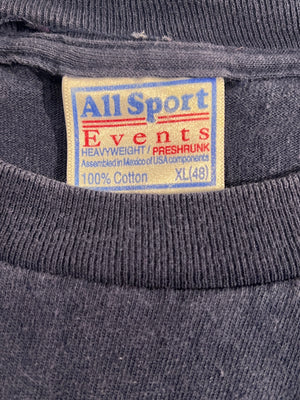 All Sport
Events
HEAVYWEIGHT / PRESHRUNK
Assembled in Mexico of USA components
100% Cotton XL(48)